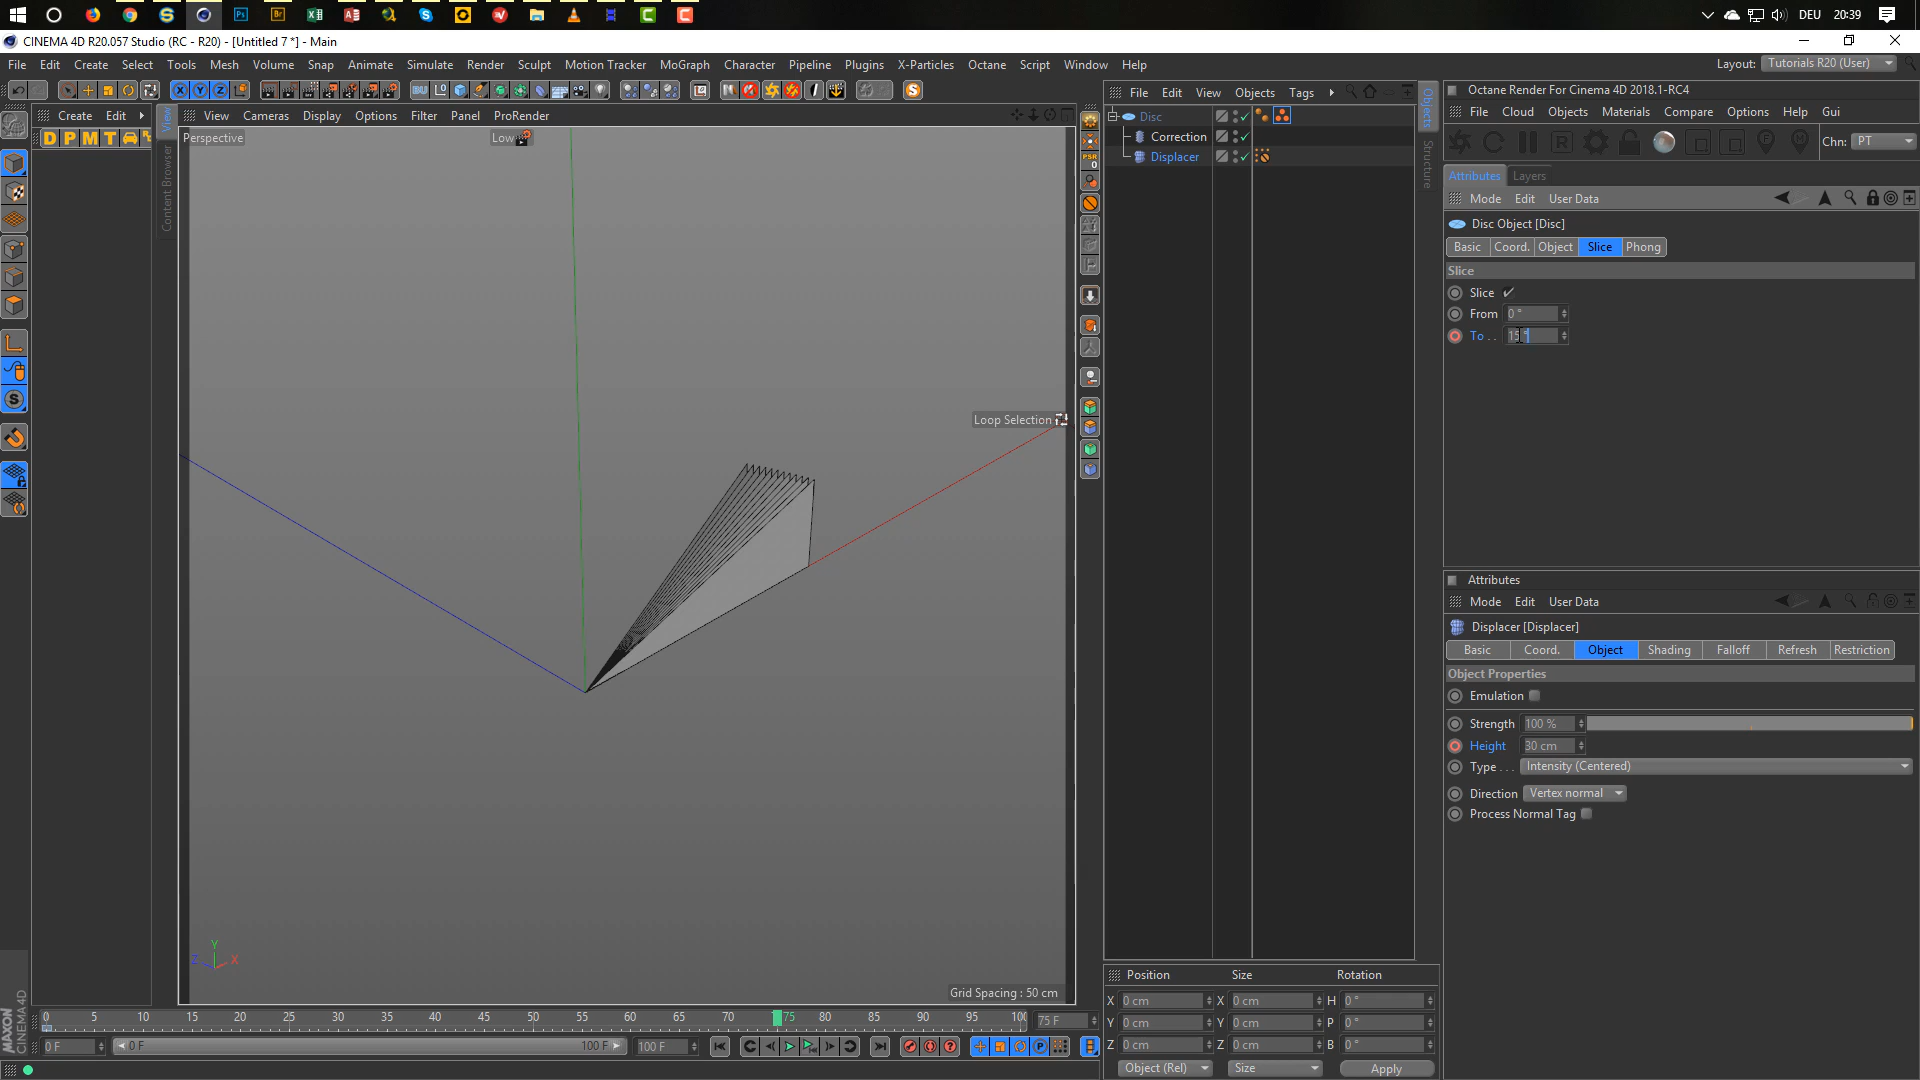 DEU
20:39
CINEMA 4D R20.057 Studio (RC - R20) - [Untitled 7 *] - Main
File Edit Create Select Tools Mesh Volume Snap Animate Simulate Render Sculpt Motion Tracker MoGraph Character Pipeline Plugins X-Particles Octane Script Window Help
Layout: Tutorials R20 (User)
Create Edit
View
Content Browser
D P M T
View Cameras Display Options Filter Panel ProRender
Perspective
Low
Loop Selection
Grid Spacing : 50 cm
Y
Z X
PSR
0
File Edit View Objects Tags
Disc
Correction
Displacer
Objects
Structure
Octane Render For Cinema 4D 2018.1-RC4
File Cloud Objects Materials Compare Options Help Gui
Chn: PT
Attributes Layers
Mode Edit User Data
Disc Object [Disc]
Basic Coord. Object Slice Phong
Slice
Slice
From 0 °
To . . 15 °
Attributes
Mode Edit User Data
Displacer [Displacer]
Basic Coord. Object Shading Falloff Refresh Restriction
Object Properties
Emulation
Strength 100 %
Height 30 cm
Type . . . Intensity (Centered)
Direction Vertex normal
Process Normal Tag
Position Size Rotation
X 0 cm X 0 cm H 0 °
Y 0 cm Y 0 cm P 0 °
Z 0 cm Z 0 cm B 0 °
Object (Rel) Size Apply
0 5 10 15 20 25 30 35 40 45 50 55 60 65 70 75 80 85 90 95 100 75 F
0 F 0 F 100 F 100 F
MAXON
CINEMA 4D